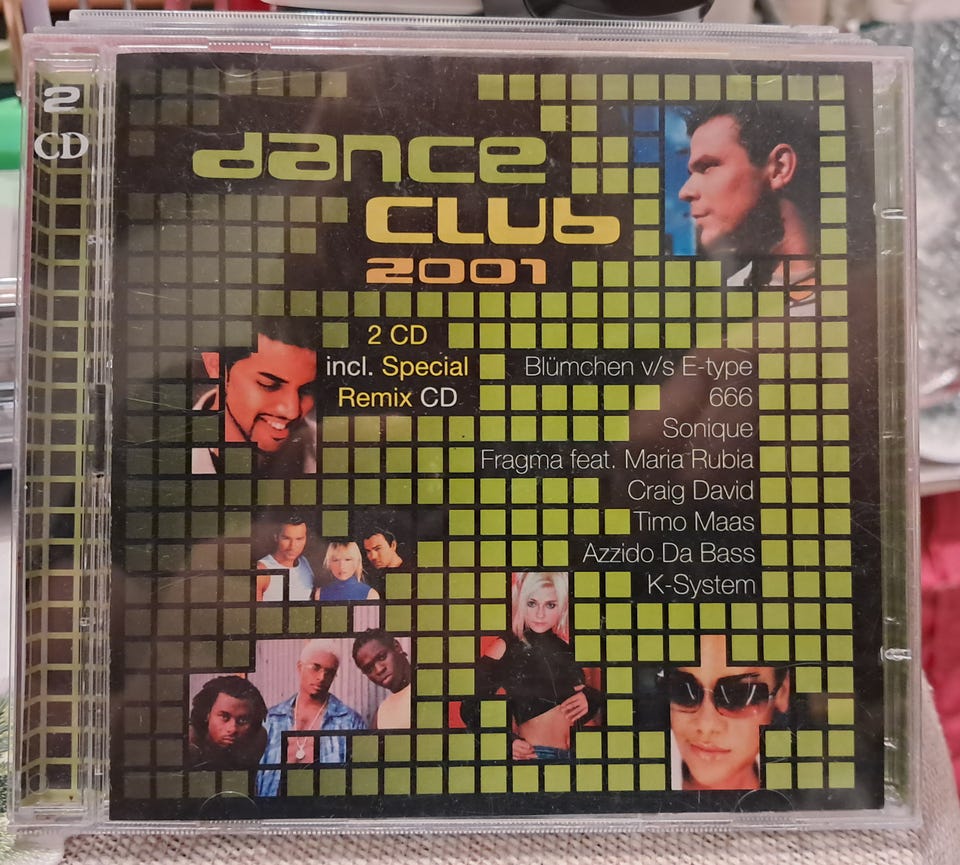 2
CD
dance
CLUB
2001
2 CD
incl. Special
Remix CD
Blümchen v/s E-type
666
Sonique
Fragma feat. Maria Rubia
Craig David
Timo Maas
Azzido Da Bass
K-System